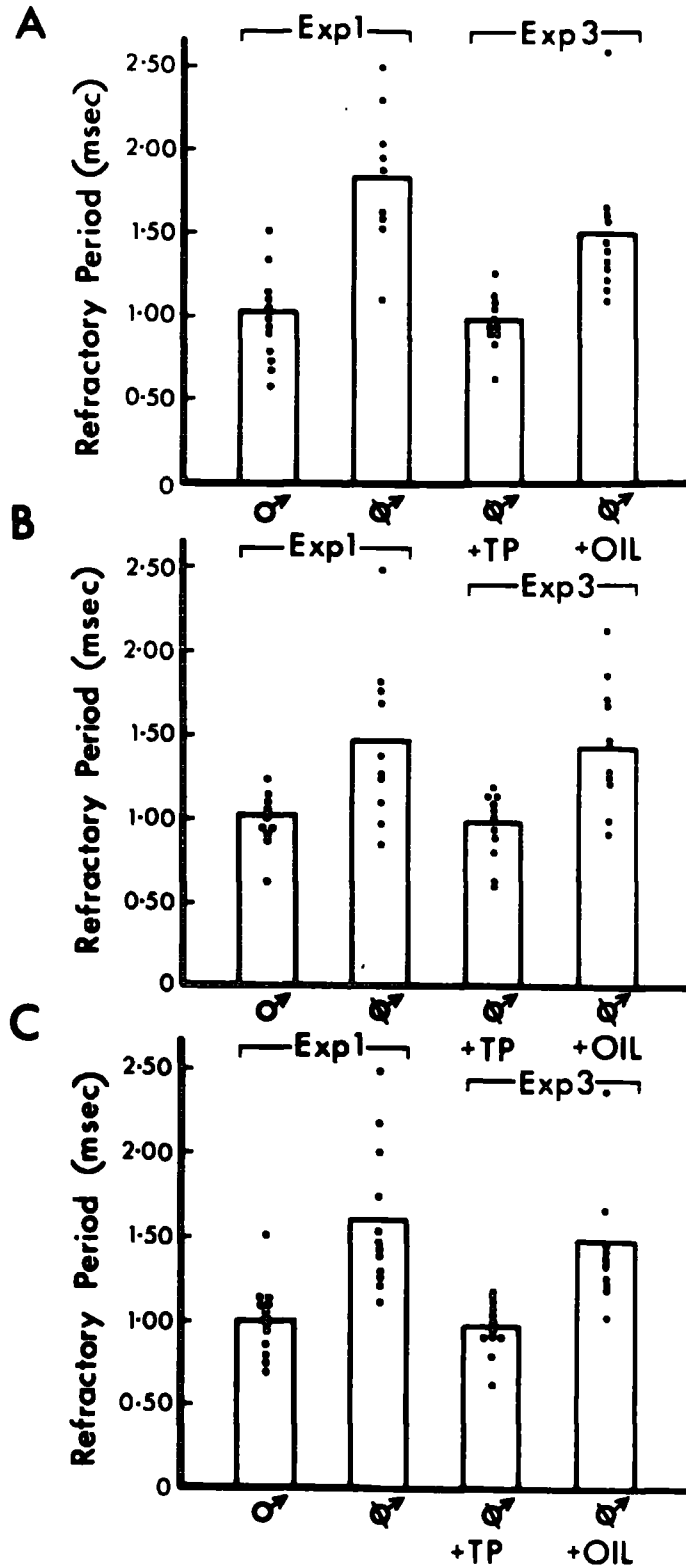 A
Exp1
Exp3
Refractory Period (msec)
2·50
2·00
1·50
1·00
0·50
0
♂
♂̸
♂̸
♂̸
+TP
+OIL
B
Exp1
Exp3
Refractory Period (msec)
2·50
2·00
1·50
1·00
0·50
0
♂
♂̸
♂̸
♂̸
+TP
+OIL
C
Exp1
Exp3
Refractory Period (msec)
2·50
2·00
1·50
1·00
0·50
0
♂
♂̸
♂̸
♂̸
+TP
+OIL